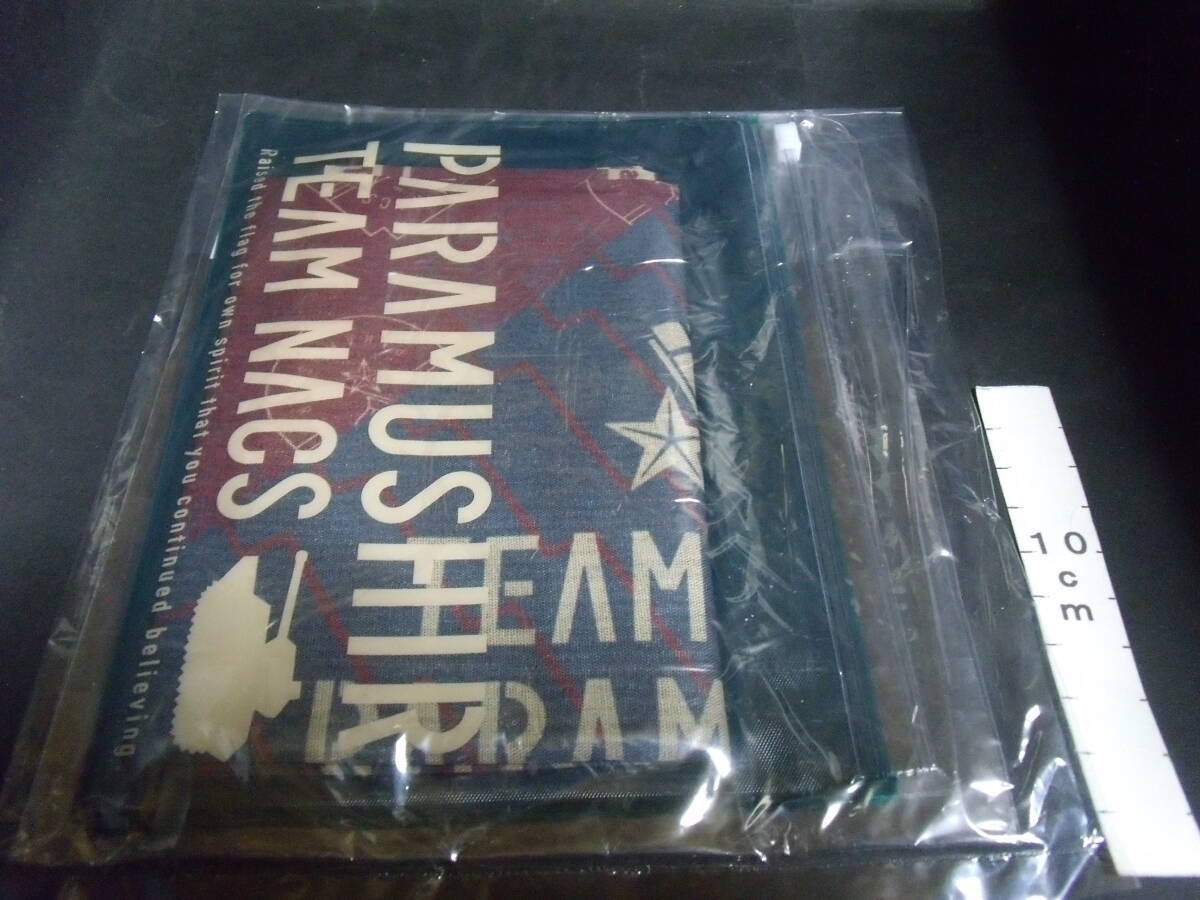 PARAMUSHIR
TEAM NACS
Raised the flag for own spirit that you continued believing
TEAM
10
cm